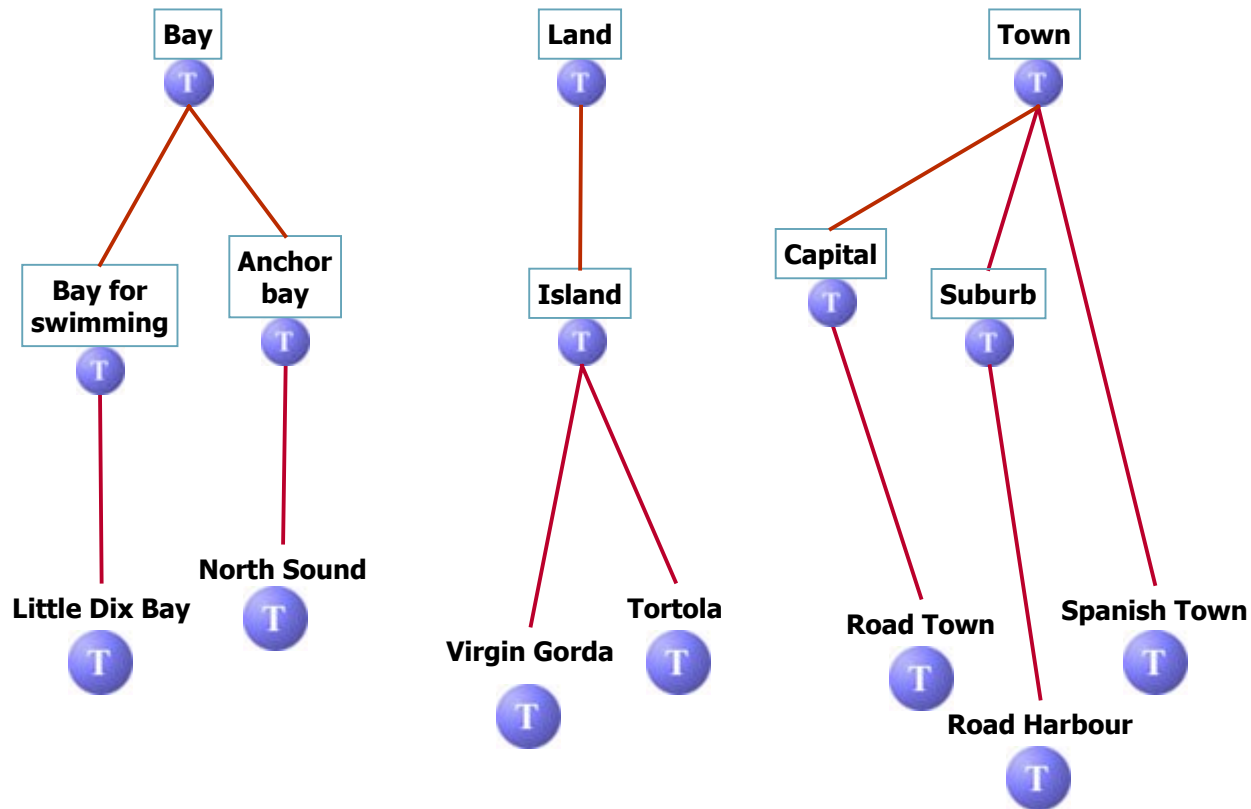 Bay
T
Land
T
Town
T
Bay for
swimming
T
Anchor
bay
T
Island
T
Capital
T
Suburb
T
Little Dix Bay
T
North Sound
T
Virgin Gorda
T
Tortola
T
Road Town
T
Road Harbour
T
Spanish Town
T